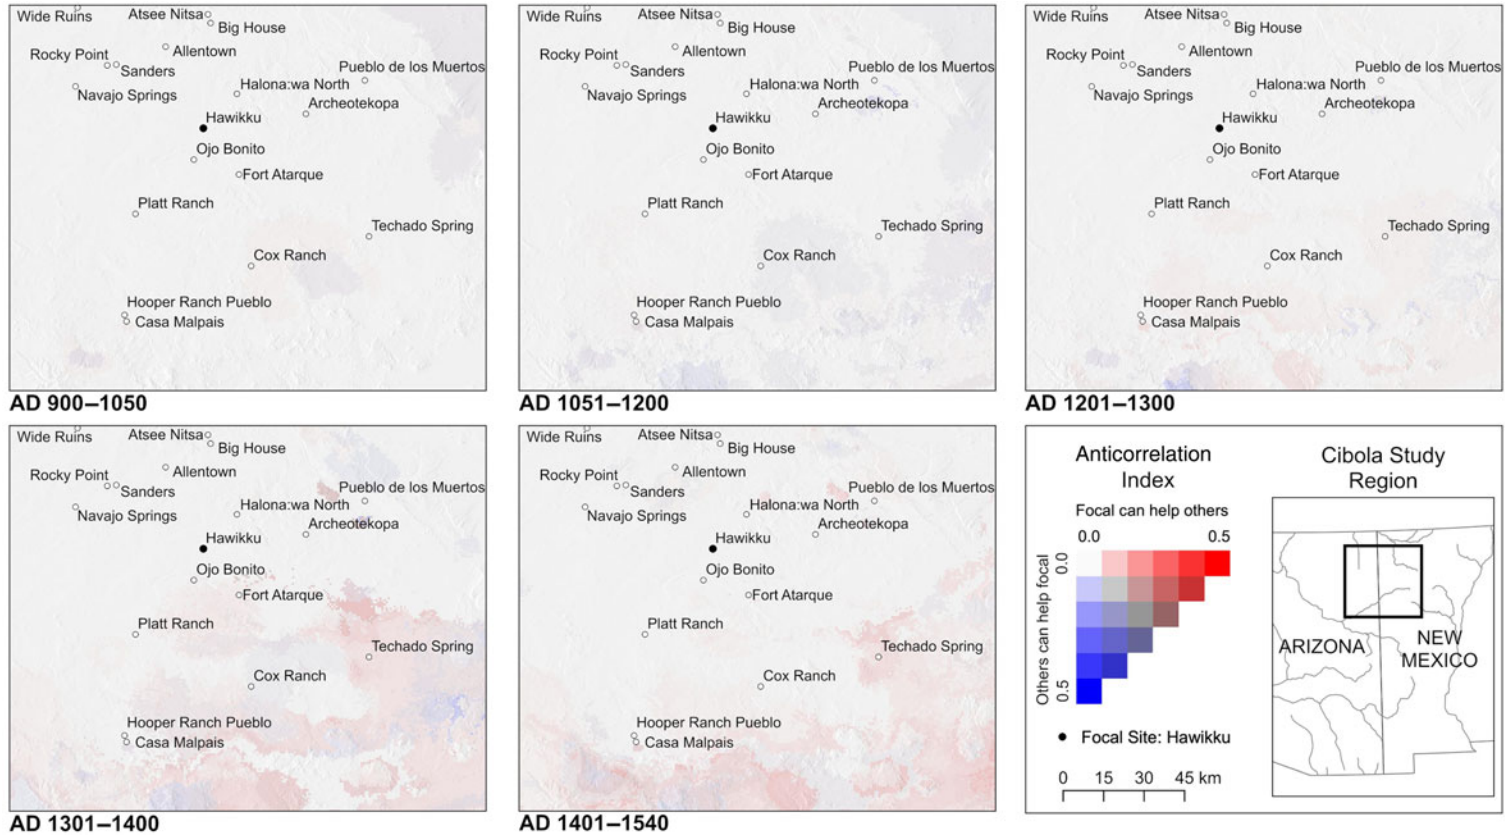 Wide Ruins
Atsee Nitsa
Big House
Rocky Point
Allentown
Sanders
Pueblo de los Muertos
Navajo Springs
Halona:wa North
Archeotekopa
Hawikku
Ojo Bonito
Fort Atarque
Platt Ranch
Techado Spring
Cox Ranch
Hooper Ranch Pueblo
Casa Malpais
AD 900–1050
Wide Ruins
Atsee Nitsa
Big House
Rocky Point
Allentown
Sanders
Pueblo de los Muertos
Navajo Springs
Halona:wa North
Archeotekopa
Hawikku
Ojo Bonito
Fort Atarque
Platt Ranch
Techado Spring
Cox Ranch
Hooper Ranch Pueblo
Casa Malpais
AD 1051–1200
Wide Ruins
Atsee Nitsa
Big House
Rocky Point
Allentown
Sanders
Pueblo de los Muertos
Navajo Springs
Halona:wa North
Archeotekopa
Hawikku
Ojo Bonito
Fort Atarque
Platt Ranch
Techado Spring
Cox Ranch
Hooper Ranch Pueblo
Casa Malpais
AD 1201–1300
Wide Ruins
Atsee Nitsa
Big House
Rocky Point
Allentown
Sanders
Pueblo de los Muertos
Navajo Springs
Halona:wa North
Archeotekopa
Hawikku
Ojo Bonito
Fort Atarque
Platt Ranch
Techado Spring
Cox Ranch
Hooper Ranch Pueblo
Casa Malpais
AD 1301–1400
Wide Ruins
Atsee Nitsa
Big House
Rocky Point
Allentown
Sanders
Pueblo de los Muertos
Navajo Springs
Halona:wa North
Archeotekopa
Hawikku
Ojo Bonito
Fort Atarque
Platt Ranch
Techado Spring
Cox Ranch
Hooper Ranch Pueblo
Casa Malpais
AD 1401–1540
Anticorrelation
Index
Focal can help others
0.0 0.5
Others can help focal
0.0
0.5
Focal Site: Hawikku
0 15 30 45 km
Cibola Study
Region
ARIZONA
NEW
MEXICO